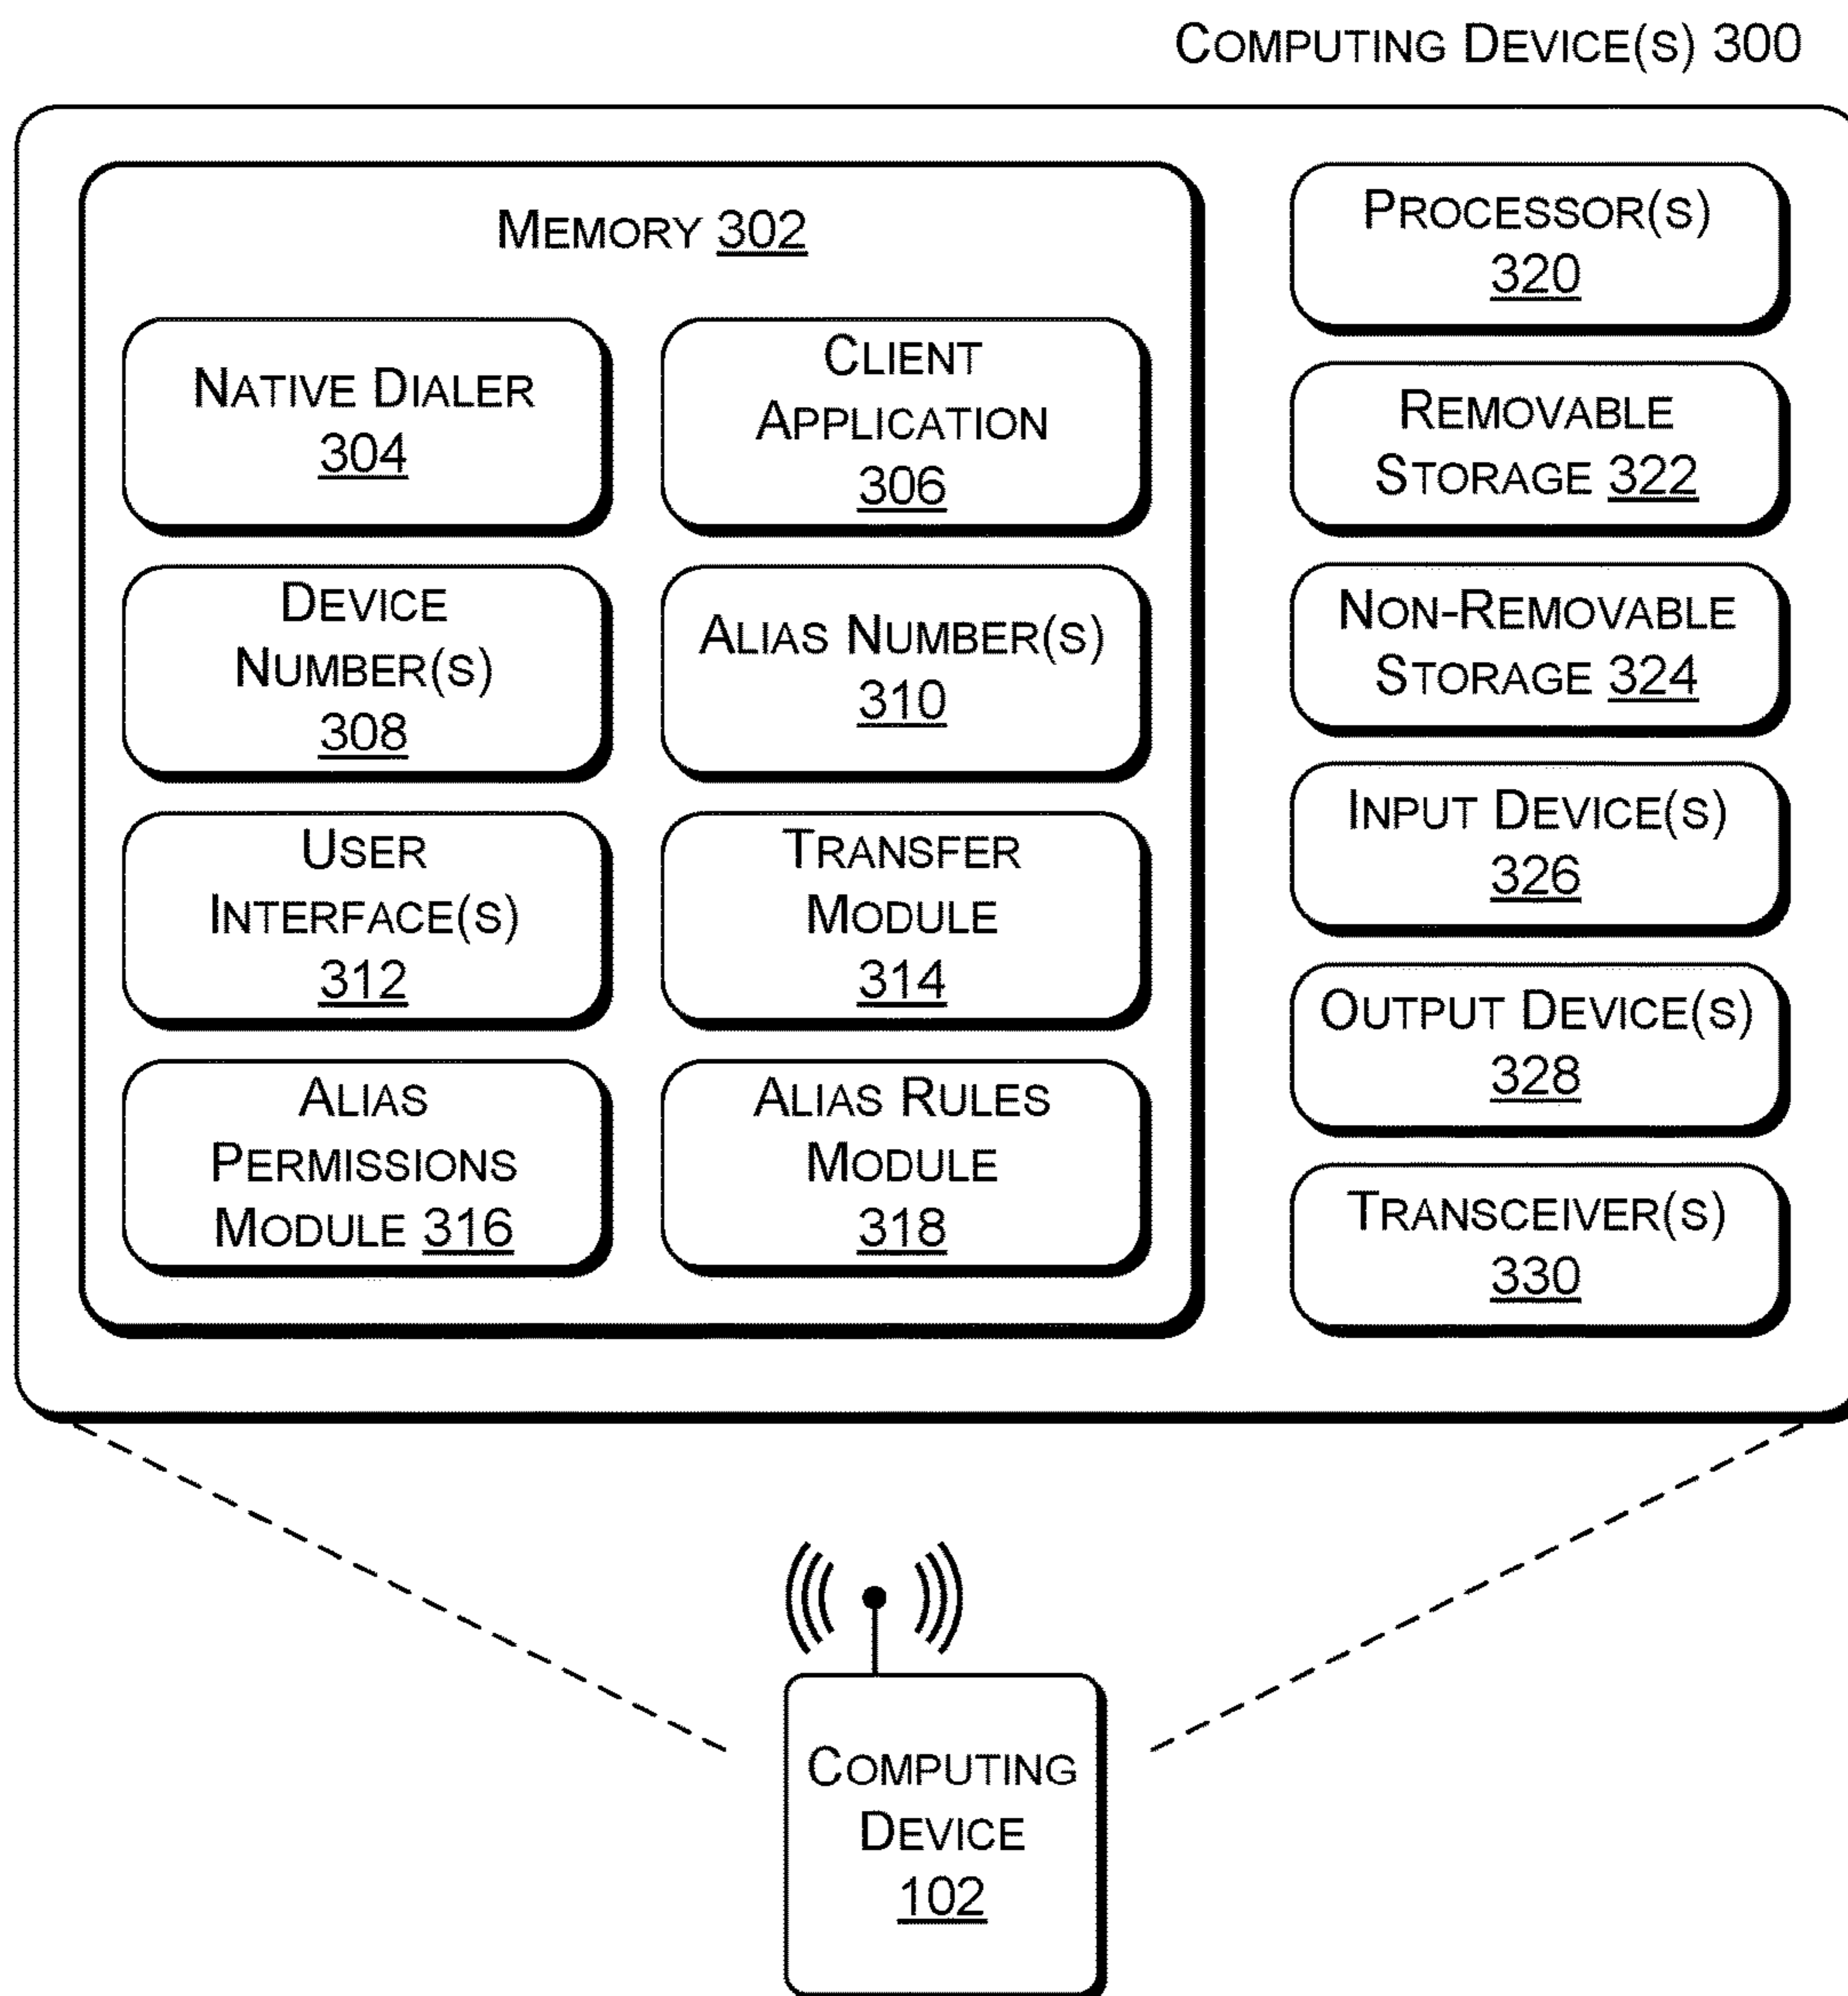 COMPUTING DEVICE(S) 300
MEMORY 302
NATIVE DIALER
304
CLIENT
APPLICATION
306
DEVICE
NUMBER(S)
308
ALIAS NUMBER(S)
310
USER
INTERFACE(S)
312
TRANSFER
MODULE
314
ALIAS
PERMISSIONS
MODULE 316
ALIAS RULES
MODULE
318
PROCESSOR(S)
320
REMOVABLE
STORAGE 322
NON-REMOVABLE
STORAGE 324
INPUT DEVICE(S)
326
OUTPUT DEVICE(S)
328
TRANSCEIVER(S)
330
COMPUTING
DEVICE
102